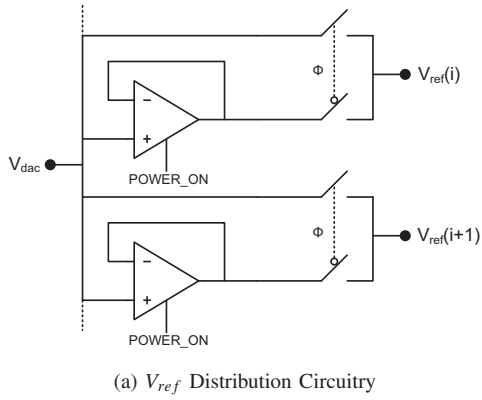 Φ
V_ref(i)
−
+
V_dac
POWER_ON
Φ
V_ref(i+1)
−
+
POWER_ON
(a) V_ref Distribution Circuitry